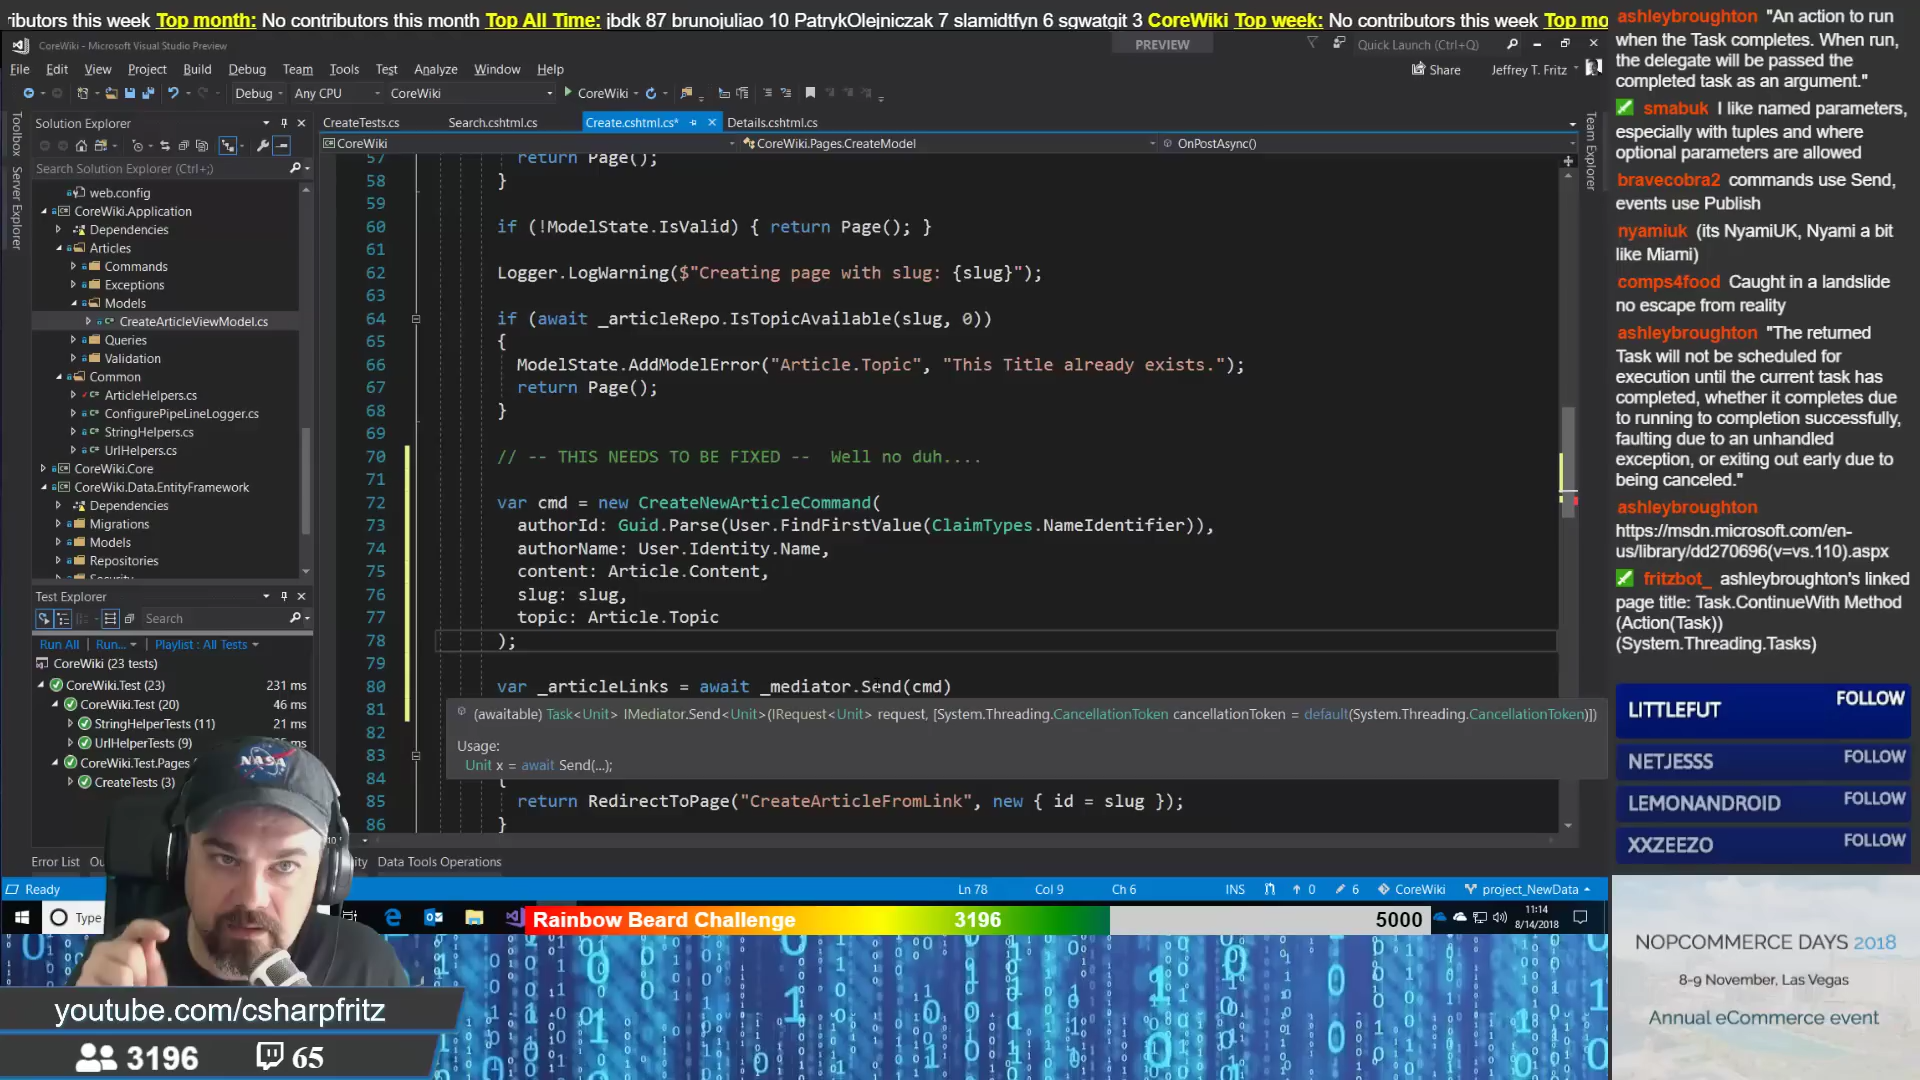 ributors this week Top month: No contributors this month Top All Time: jbdk 87 brunojuliao 10 PatrykOlejniczak 7 slamidtfyn 6 sgwatgit 3 CoreWiki Top week: No contributors this week Top mo
CoreWiki - Microsoft Visual Studio Preview
PREVIEW
Quick Launch (Ctrl+Q)
File Edit View Project Build Debug Team Tools Test Analyze Window Help
Share Jeffrey T. Fritz
Debug Any CPU CoreWiki CoreWiki
Toolbox
Server Explorer
Team Explorer
Solution Explorer
Search Solution Explorer (Ctrl+;)
web.config
CoreWiki.Application
Dependencies
Articles
Commands
Exceptions
Models
CreateArticleViewModel.cs
Queries
Validation
Common
ArticleHelpers.cs
ConfigurePipeLineLogger.cs
StringHelpers.cs
UrlHelpers.cs
CoreWiki.Core
CoreWiki.Data.EntityFramework
Dependencies
Migrations
Models
Repositories
Security
Test Explorer
Search
Run All Run... Playlist : All Tests
CoreWiki (23 tests)
CoreWiki.Test (23) 231 ms
CoreWiki.Test (20) 46 ms
StringHelperTests (11) 21 ms
UrlHelperTests (9)
CoreWiki.Test.Pages
CreateTests (3)
CreateTests.cs Search.cshtml.cs Create.cshtml.cs* Details.cshtml.cs
CoreWiki CoreWiki.Pages.CreateModel OnPostAsync()
57 return Page();
58 }
59
60 if (!ModelState.IsValid) { return Page(); }
61
62 Logger.LogWarning($"Creating page with slug: {slug}");
63
64 if (await _articleRepo.IsTopicAvailable(slug, 0))
65 {
66 ModelState.AddModelError("Article.Topic", "This Title already exists.");
67 return Page();
68 }
69
70 // -- THIS NEEDS TO BE FIXED -- Well no duh....
71
72 var cmd = new CreateNewArticleCommand(
73 authorId: Guid.Parse(User.FindFirstValue(ClaimTypes.NameIdentifier)),
74 authorName: User.Identity.Name,
75 content: Article.Content,
76 slug: slug,
77 topic: Article.Topic
78 );
79
80 var _articleLinks = await _mediator.Send(cmd)
81
(awaitable) Task<Unit> IMediator.Send<Unit>(IRequest<Unit> request, [System.Threading.CancellationToken cancellationToken = default(System.Threading.CancellationToken)])
82
Usage:
83
Unit x = await Send(...);
84 {
85 return RedirectToPage("CreateArticleFromLink", new { id = slug });
86 }
Error List Data Tools Operations
Ready Ln 78 Col 9 Ch 6 INS 0 6 CoreWiki project_NewData
Type
Rainbow Beard Challenge 3196 5000
11:14
8/14/2018
youtube.com/csharpfritz
3196 65
ashleybroughton "An action to run
when the Task completes. When run,
the delegate will be passed the
completed task as an argument."
smabuk I like named parameters,
especially with tuples and where
optional parameters are allowed
bravecobra2 commands use Send,
events use Publish
nyamiuk (its NyamiUK, Nyami a bit
like Miami)
comps4food Caught in a landslide
no escape from reality
ashleybroughton "The returned
Task will not be scheduled for
execution until the current task has
completed, whether it completes due
to running to completion successfully,
faulting due to an unhandled
exception, or exiting out early due to
being canceled."
ashleybroughton
https://msdn.microsoft.com/en-
us/library/dd270696(v=vs.110).aspx
fritzbot_ ashleybroughton's linked
page title: Task.ContinueWith Method
(Action(Task))
(System.Threading.Tasks)
LITTLEFUT FOLLOW
NETJESSS FOLLOW
LEMONANDROID FOLLOW
XXZEEZO FOLLOW
NOPCOMMERCE DAYS 2018
8-9 November, Las Vegas
Annual eCommerce event